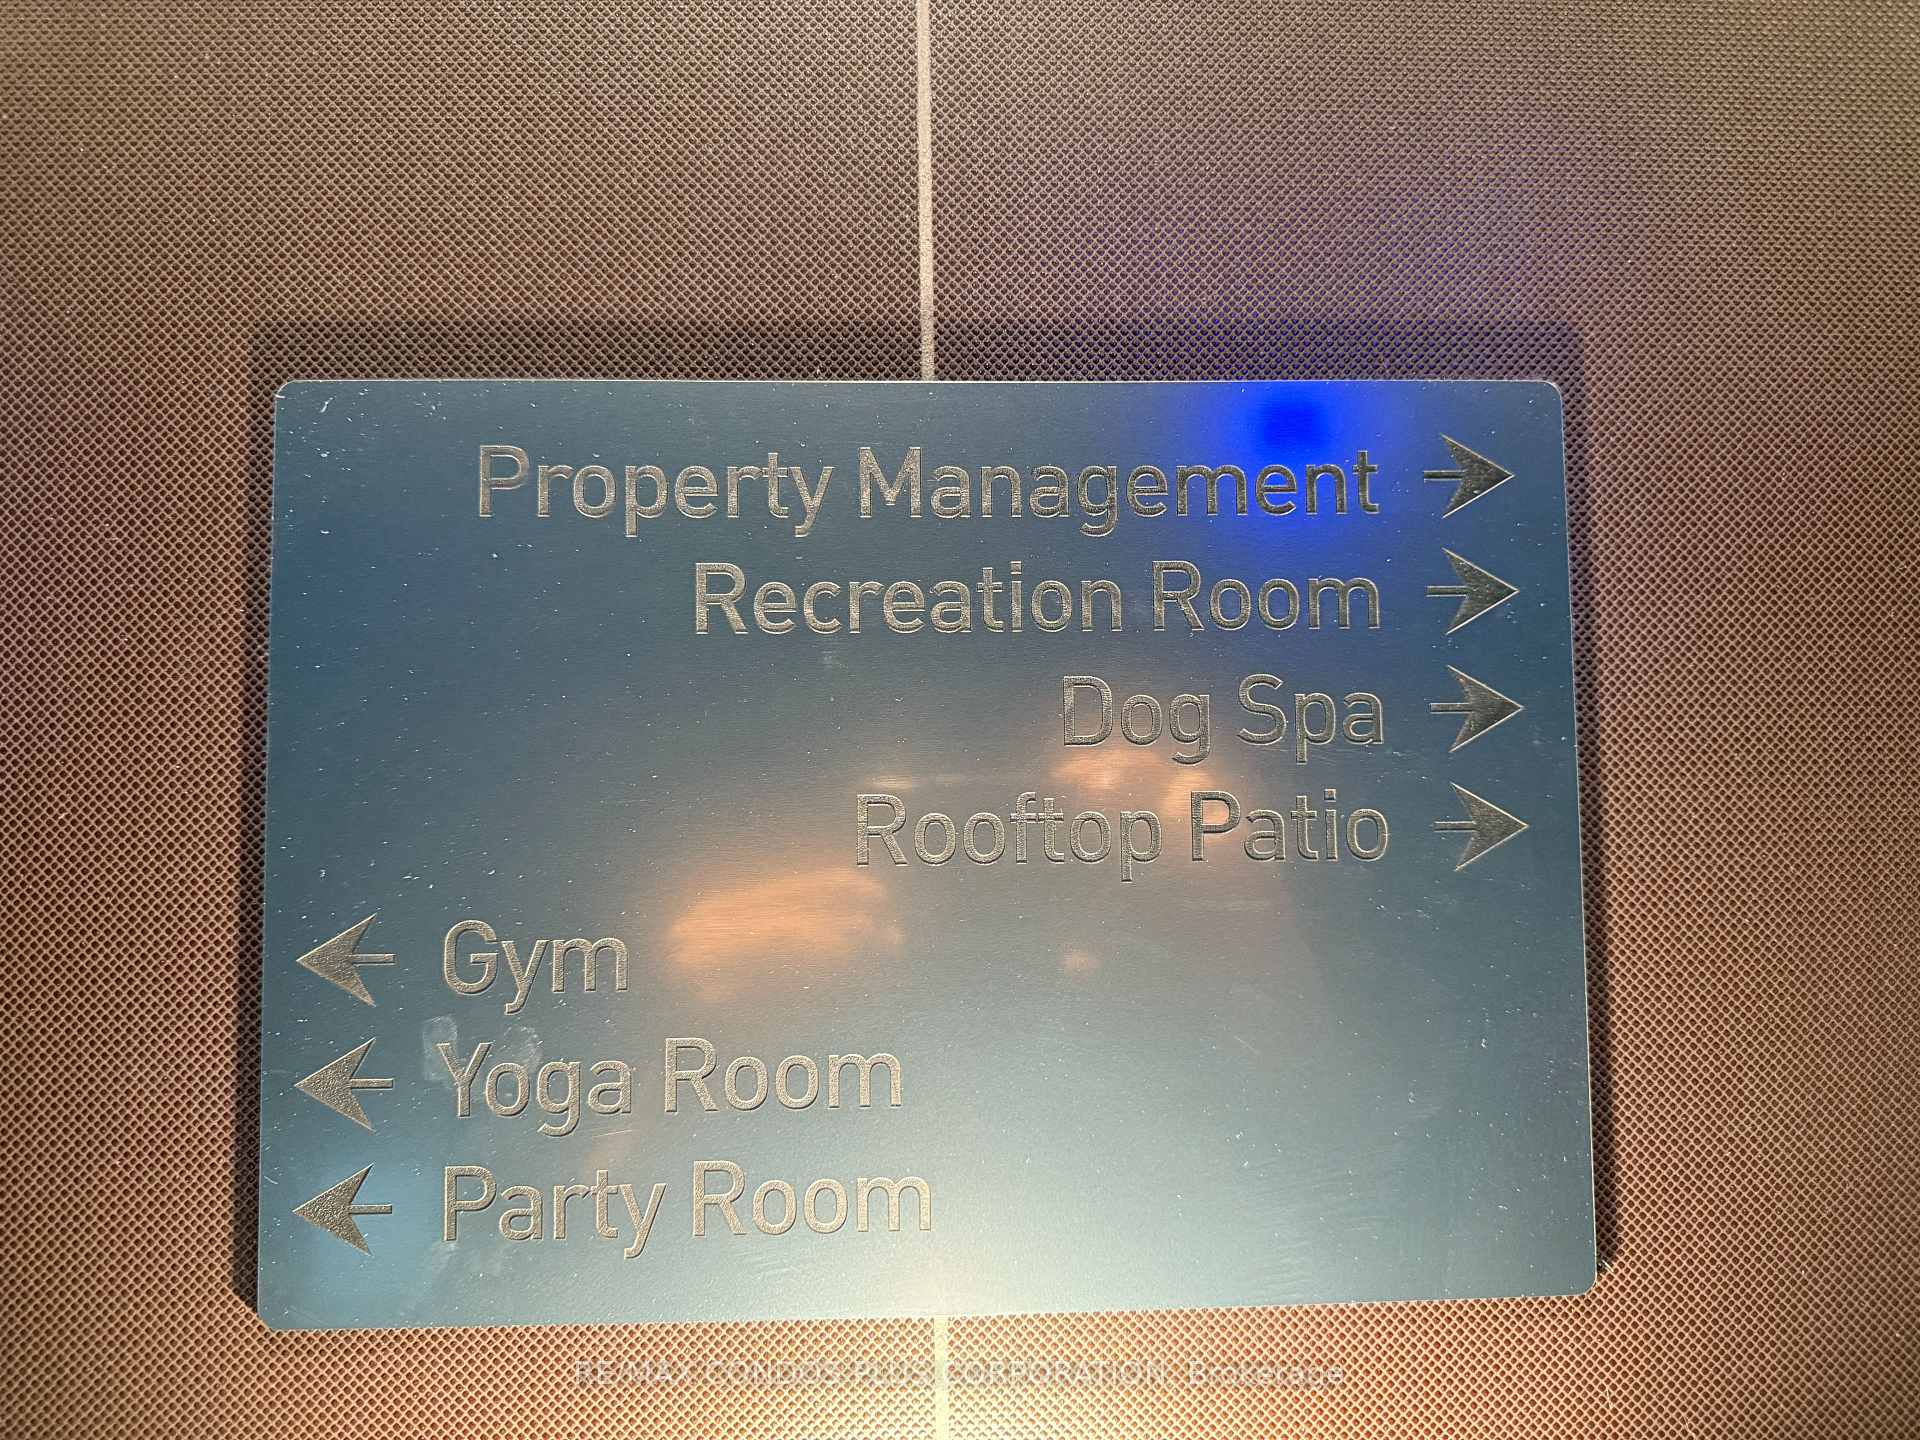 Property Management
Recreation Room
Dog Spa
Rooftop Patio
Gym
Yoga Room
Party Room
RE/MAX CONDOS PLUS CORPORATION, Brokerage